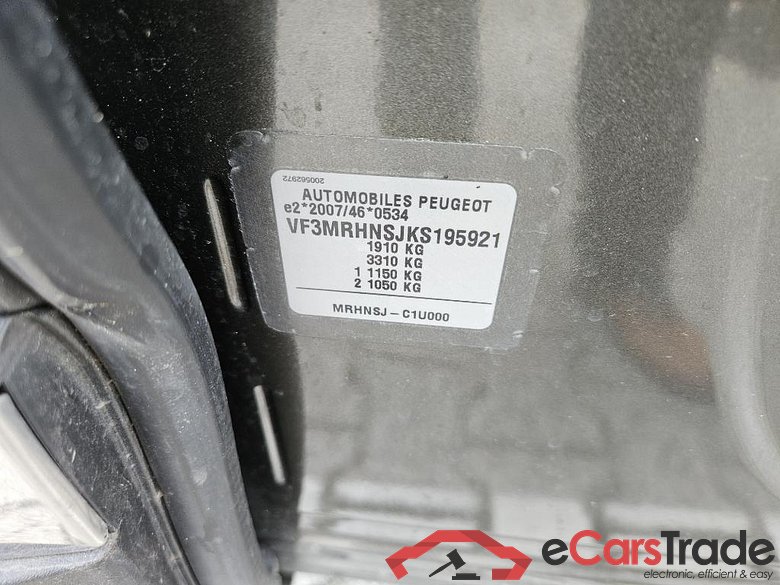 200562972
AUTOMOBILES PEUGEOT
e2*2007/46*0534
VF3MRHNSJKS195921
1910 KG
3310 KG
1 1150 KG
2 1050 KG
MRHNSJ – C1U000
eCarsTrade
electronic, efficient & easy